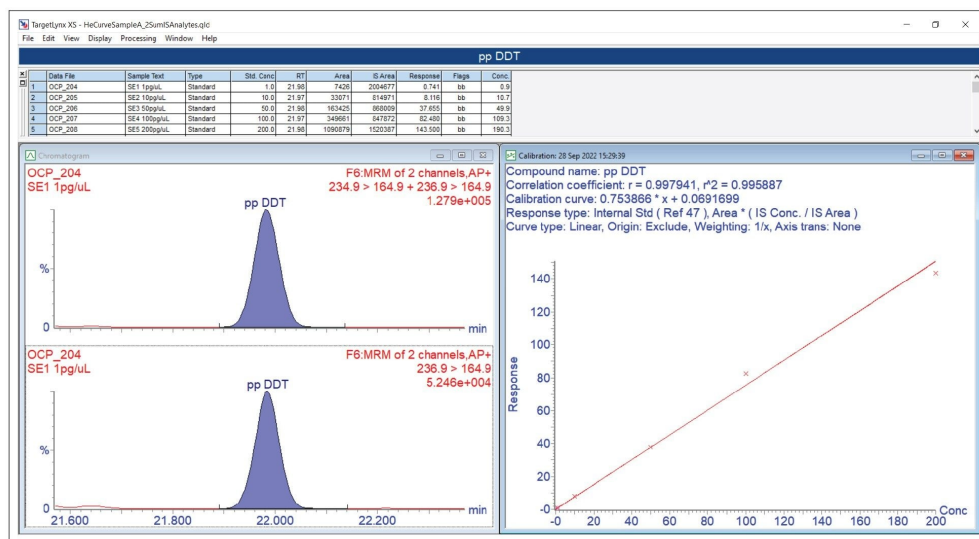 TargetLynx XS - HeCurveSampleA_2SumISAnalytes.qld
File Edit View Display Processing Window Help
pp DDT
Data File Sample Text Type Std. Conc RT Area IS Area Response Flags Conc.
1 OCP_204 SE1 1pg/uL Standard 1.0 21.98 7426 2004677 0.741 bb 0.9
2 OCP_205 SE2 10pg/uL Standard 10.0 21.97 33071 814971 8.116 bb 10.7
3 OCP_206 SE3 50pg/uL Standard 50.0 21.98 163425 868009 37.655 bb 49.9
4 OCP_207 SE4 100pg/uL Standard 100.0 21.97 349661 847872 82.480 bb 109.3
5 OCP_208 SE5 200pg/uL Standard 200.0 21.98 1090879 1520387 143.500 bb 190.3
Chromatogram
OCP_204
SE1 1pg/uL
F6:MRM of 2 channels,AP+
234.9 > 164.9 + 236.9 > 164.9
1.279e+005
pp DDT
%
0
min
OCP_204
SE1 1pg/uL
F6:MRM of 2 channels,AP+
236.9 > 164.9
5.246e+004
pp DDT
%
0
min
21.600 21.800 22.000 22.200
Calibration: 28 Sep 2022 15:29:39
Compound name: pp DDT
Correlation coefficient: r = 0.997941, r^2 = 0.995887
Calibration curve: 0.753866 * x + 0.0691699
Response type: Internal Std ( Ref 47 ), Area * ( IS Conc. / IS Area )
Curve type: Linear, Origin: Exclude, Weighting: 1/x, Axis trans: None
Response
140
120
100
80
60
40
20
-0
Conc
-0 20 40 60 80 100 120 140 160 180 200